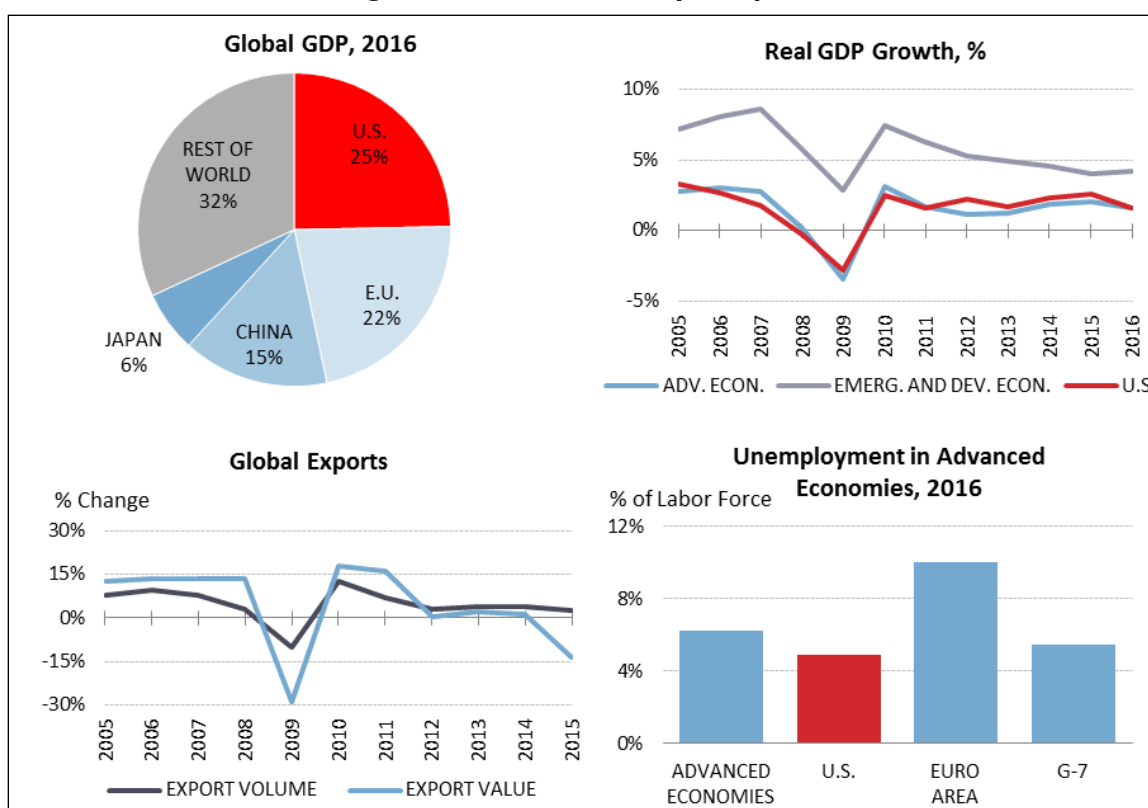 Global GDP, 2016
U.S.
25%
E.U.
22%
CHINA
15%
JAPAN
6%
REST OF
WORLD
32%
Real GDP Growth, %
10%
5%
0%
-5%
2005
2006
2007
2008
2009
2010
2011
2012
2013
2014
2015
2016
ADV. ECON.
EMERG. AND DEV. ECON.
U.S
Global Exports
% Change
30%
15%
0%
-15%
-30%
2005
2006
2007
2008
2009
2010
2011
2012
2013
2014
2015
EXPORT VOLUME
EXPORT VALUE
Unemployment in Advanced
Economies, 2016
% of Labor Force
12%
8%
4%
0%
ADVANCED
ECONOMIES
U.S.
EURO
AREA
G-7